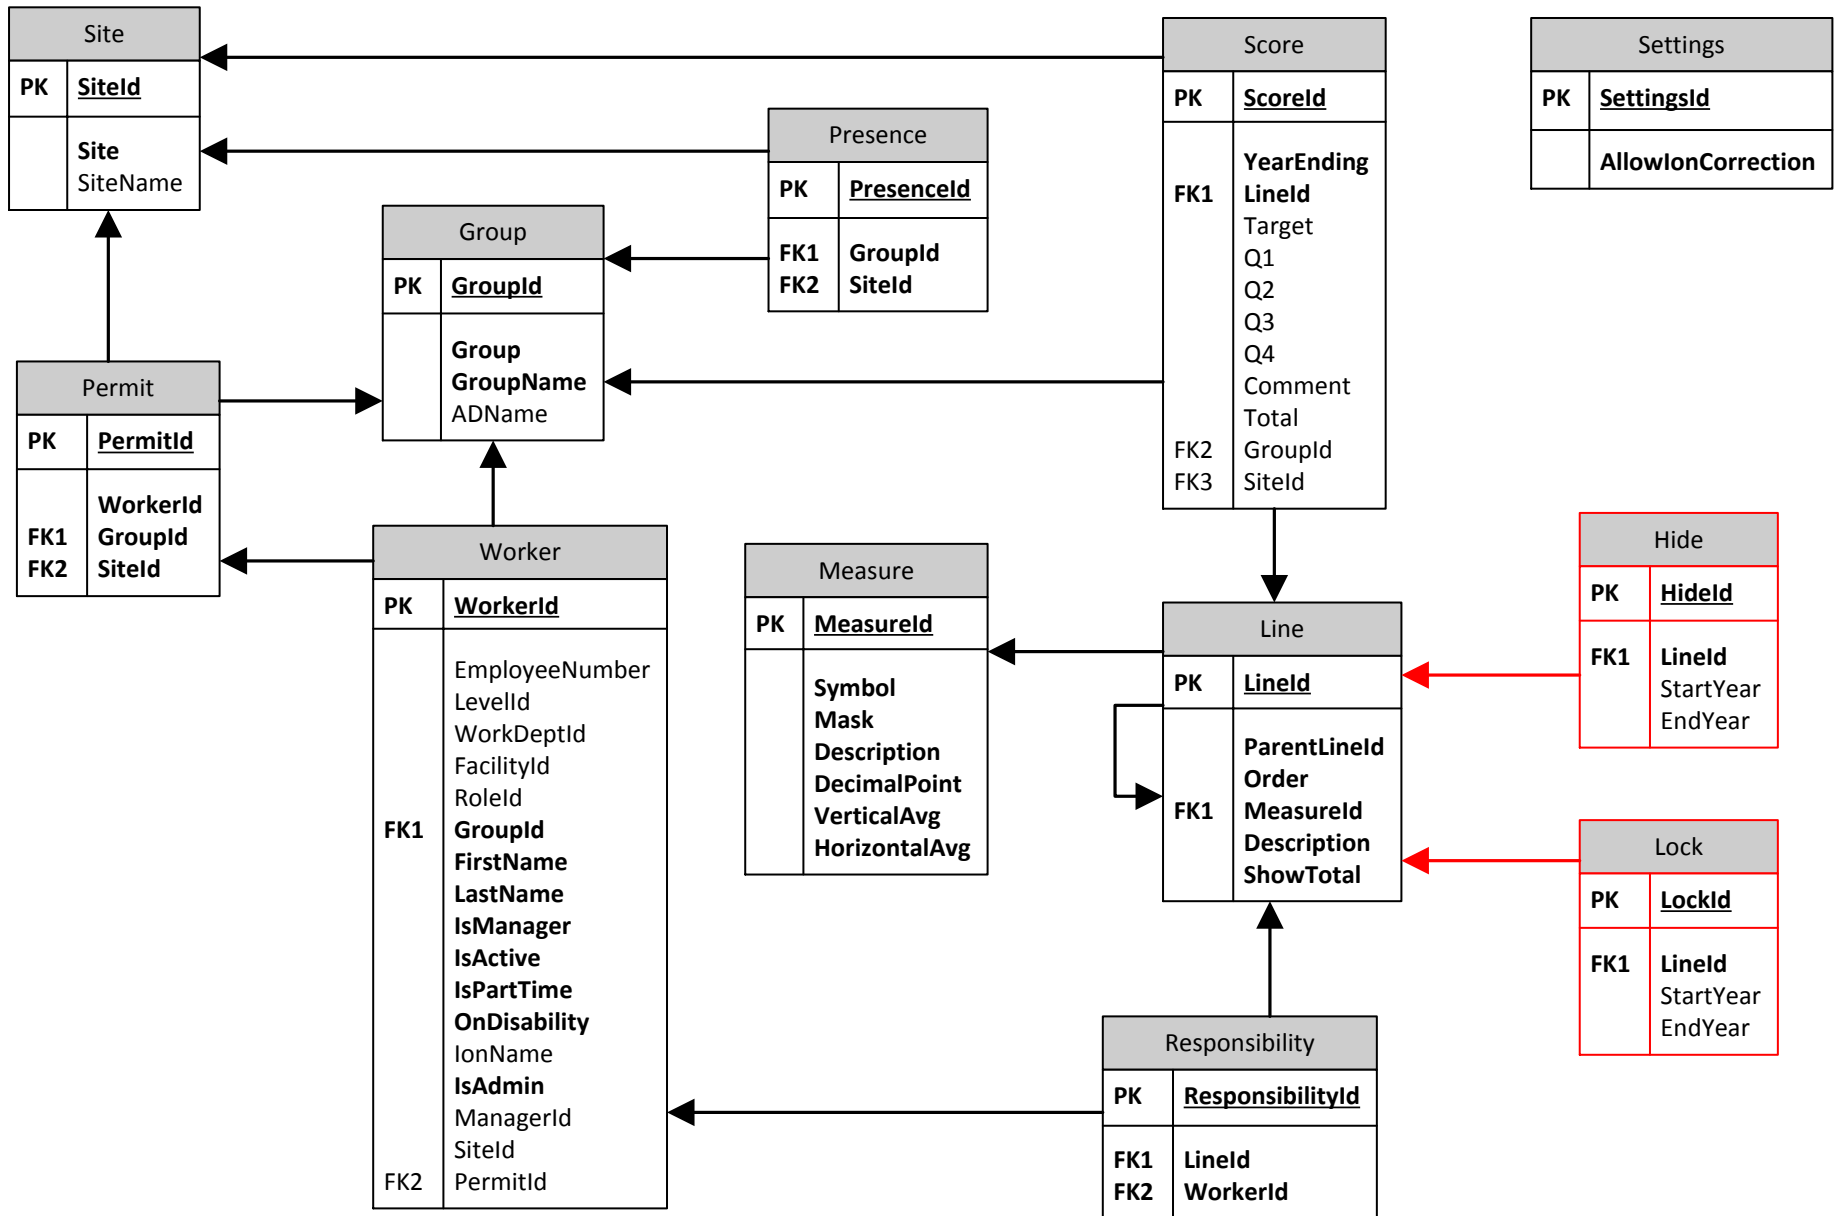 Site
PK SiteId
Site
SiteName
Score
PK ScoreId
YearEnding
FK1 LineId
Target
Q1
Q2
Q3
Q4
Comment
Total
FK2 GroupId
FK3 SiteId
Settings
PK SettingsId
AllowIonCorrection
Presence
PK PresenceId
FK1 GroupId
FK2 SiteId
Group
PK GroupId
Group
GroupName
ADName
Permit
PK PermitId
WorkerId
FK1 GroupId
FK2 SiteId
Worker
PK WorkerId
EmployeeNumber
LevelId
WorkDeptId
FacilityId
RoleId
FK1 GroupId
FirstName
LastName
IsManager
IsActive
IsPartTime
OnDisability
IonName
IsAdmin
ManagerId
SiteId
FK2 PermitId
Measure
PK MeasureId
Symbol
Mask
Description
DecimalPoint
VerticalAvg
HorizontalAvg
Line
PK LineId
ParentLineId
Order
FK1 MeasureId
Description
ShowTotal
Hide
PK HideId
FK1 LineId
StartYear
EndYear
Lock
PK LockId
FK1 LineId
StartYear
EndYear
Responsibility
PK ResponsibilityId
FK1 LineId
FK2 WorkerId